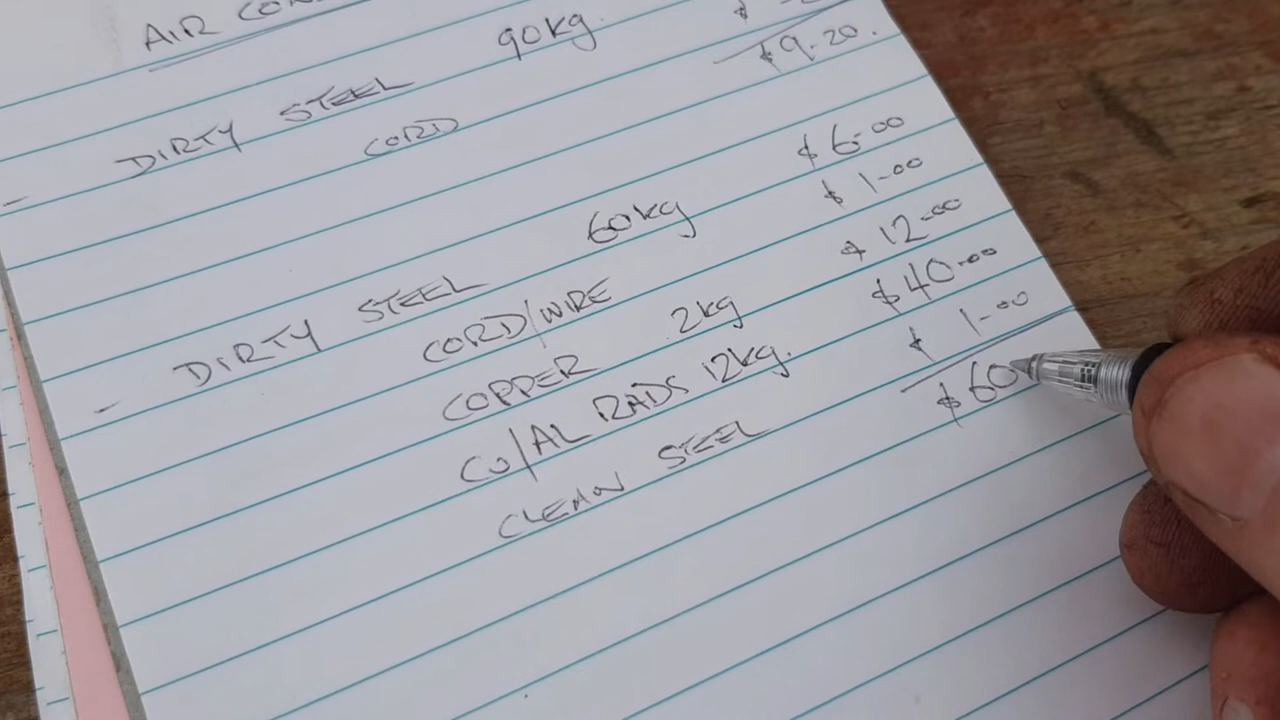 AIR
DIRTY STEEL 90kg. $
CORD $9.20.
- DIRTY STEEL 60kg $6.00
CORD/WIRE $1.00
COPPER 2kg $12.00
CU/AL RADS 12kg. $40.00
CLEAN STEEL $1.00
$60